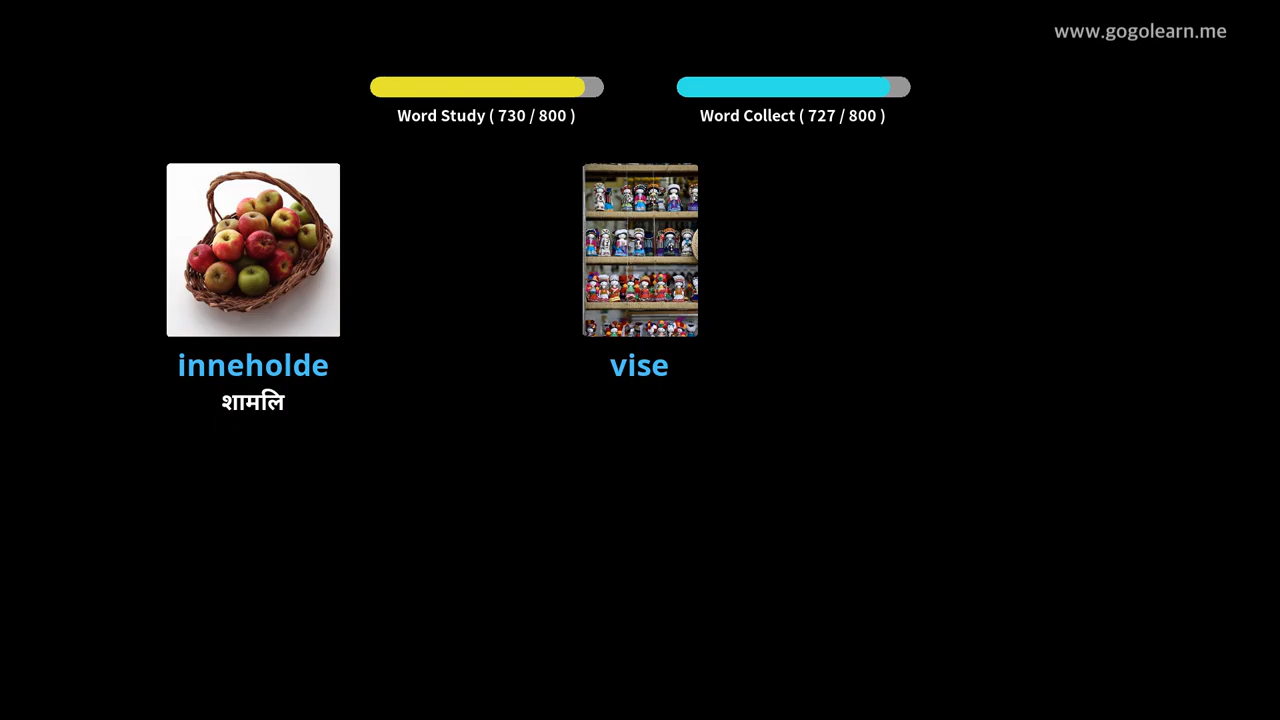 www.gogolearn.me
Word Study ( 730 / 800 )
Word Collect ( 727 / 800 )
inneholde
vise
शामलि